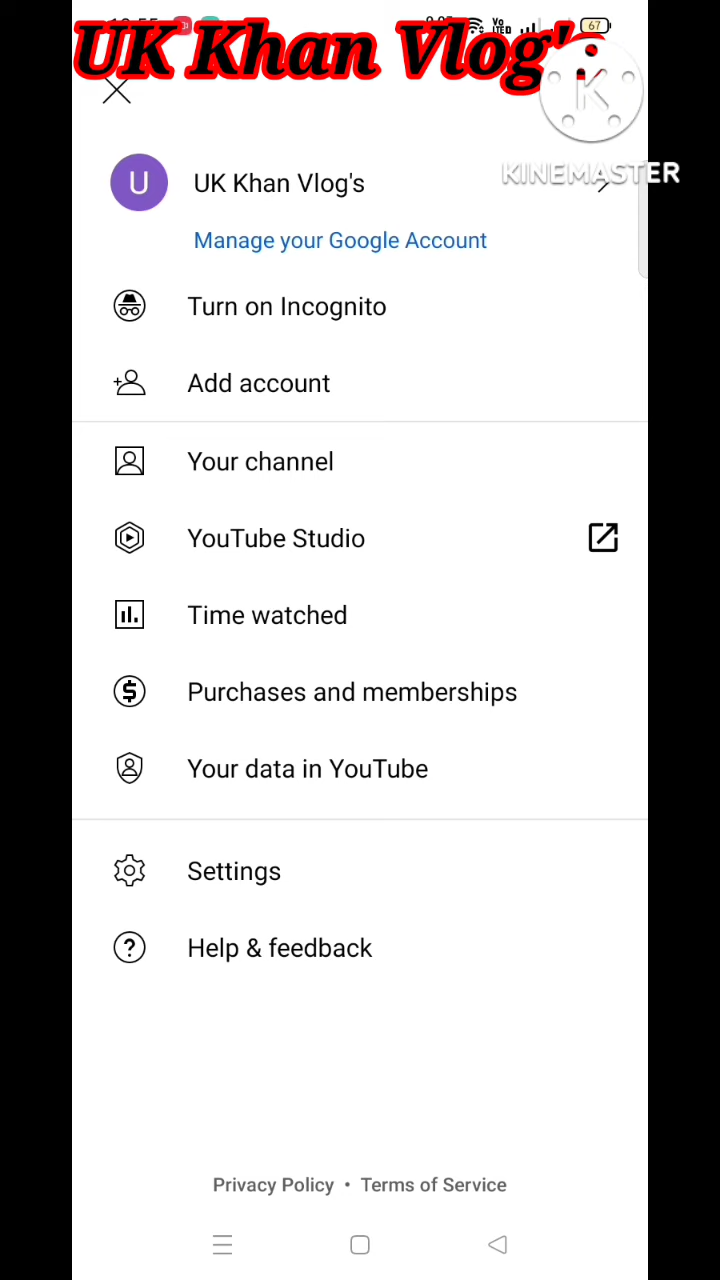 UK Khan Vlog's
67
K
KINEMASTER
U
UK Khan Vlog's
Manage your Google Account
Turn on Incognito
Add account
Your channel
YouTube Studio
Time watched
Purchases and memberships
Your data in YouTube
Settings
? Help & feedback
Privacy Policy • Terms of Service